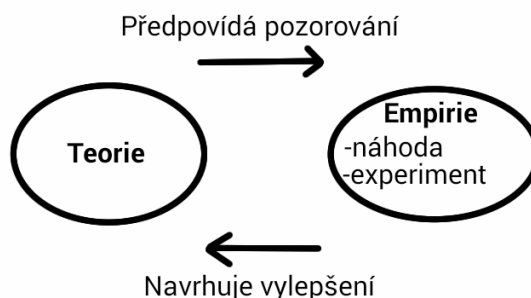 Předpovídá pozorování
Teorie
Empirie
-náhoda
-experiment
Navrhuje vylepšení